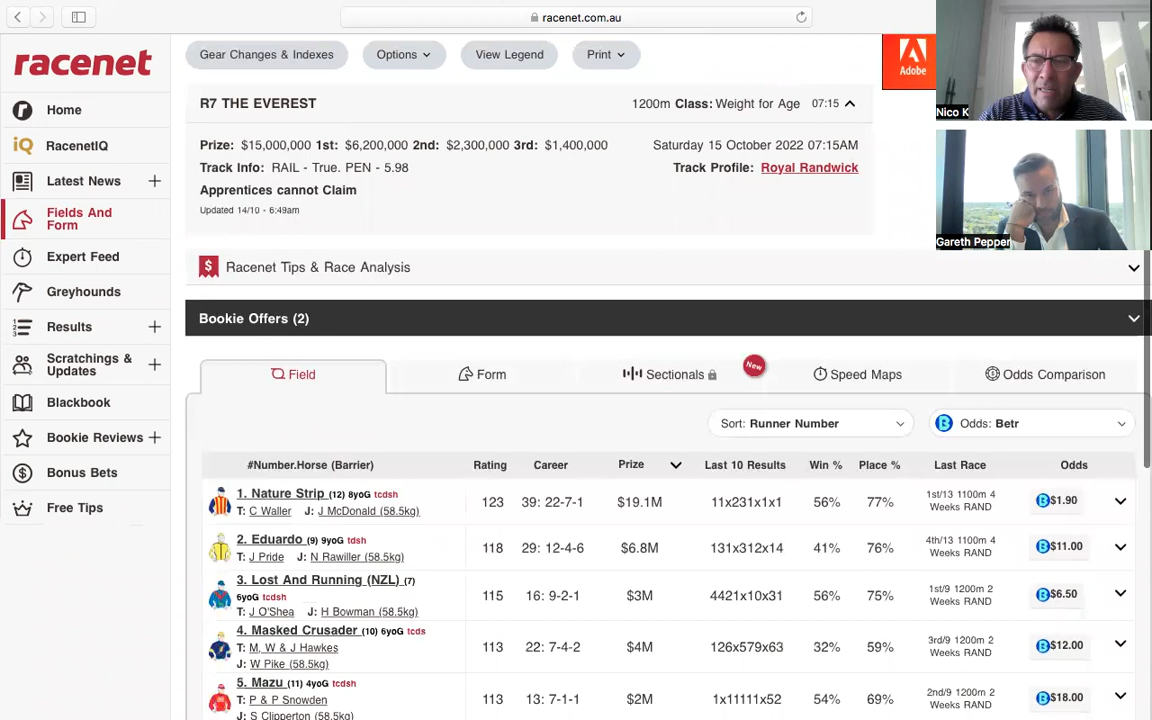 racenet.com.au
racenet
Gear Changes & Indexes
Options
View Legend
Print
Adobe
Nico K
Gareth Pepper
Home
RacenetIQ
Latest News
Fields And
Form
Expert Feed
Greyhounds
Results
Scratchings &
Updates
Blackbook
Bookie Reviews
Bonus Bets
Free Tips
R7 THE EVEREST
1200m Class: Weight for Age 07:15
Prize: $15,000,000 1st: $6,200,000 2nd: $2,300,000 3rd: $1,400,000
Saturday 15 October 2022 07:15AM
Track Info: RAIL - True. PEN - 5.98
Track Profile: Royal Randwick
Apprentices cannot Claim
Updated 14/10 - 6:49am
Racenet Tips & Race Analysis
Bookie Offers (2)
Field
Form
Sectionals
New
Speed Maps
Odds Comparison
Sort: Runner Number
Odds: Betr
#Number.Horse (Barrier) Rating Career Prize Last 10 Results Win % Place % Last Race Odds
1. Nature Strip (12) 8yoG tcdsh
T: C Waller J: J McDonald (58.5kg)
123 39: 22-7-1 $19.1M 11x231x1x1 56% 77%
1st/13 1100m 4
Weeks RAND
$1.90
2. Eduardo (9) 9yoG tdsh
T: J Pride J: N Rawiller (58.5kg)
118 29: 12-4-6 $6.8M 131x312x14 41% 76%
4th/13 1100m 4
Weeks RAND
$11.00
3. Lost And Running (NZL) (7)
6yoG tcdsh
T: J O'Shea J: H Bowman (58.5kg)
115 16: 9-2-1 $3M 4421x10x31 56% 75%
1st/9 1200m 2
Weeks RAND
$6.50
4. Masked Crusader (10) 6yoG tcds
T: M, W & J Hawkes
J: W Pike (58.5kg)
113 22: 7-4-2 $4M 126x579x63 32% 59%
3rd/9 1200m 2
Weeks RAND
$12.00
5. Mazu (11) 4yoG tcdsh
T: P & P Snowden
J: S Clipperton (58.5kg)
113 13: 7-1-1 $2M 1x11111x52 54% 69%
2nd/9 1200m 2
Weeks RAND
$18.00